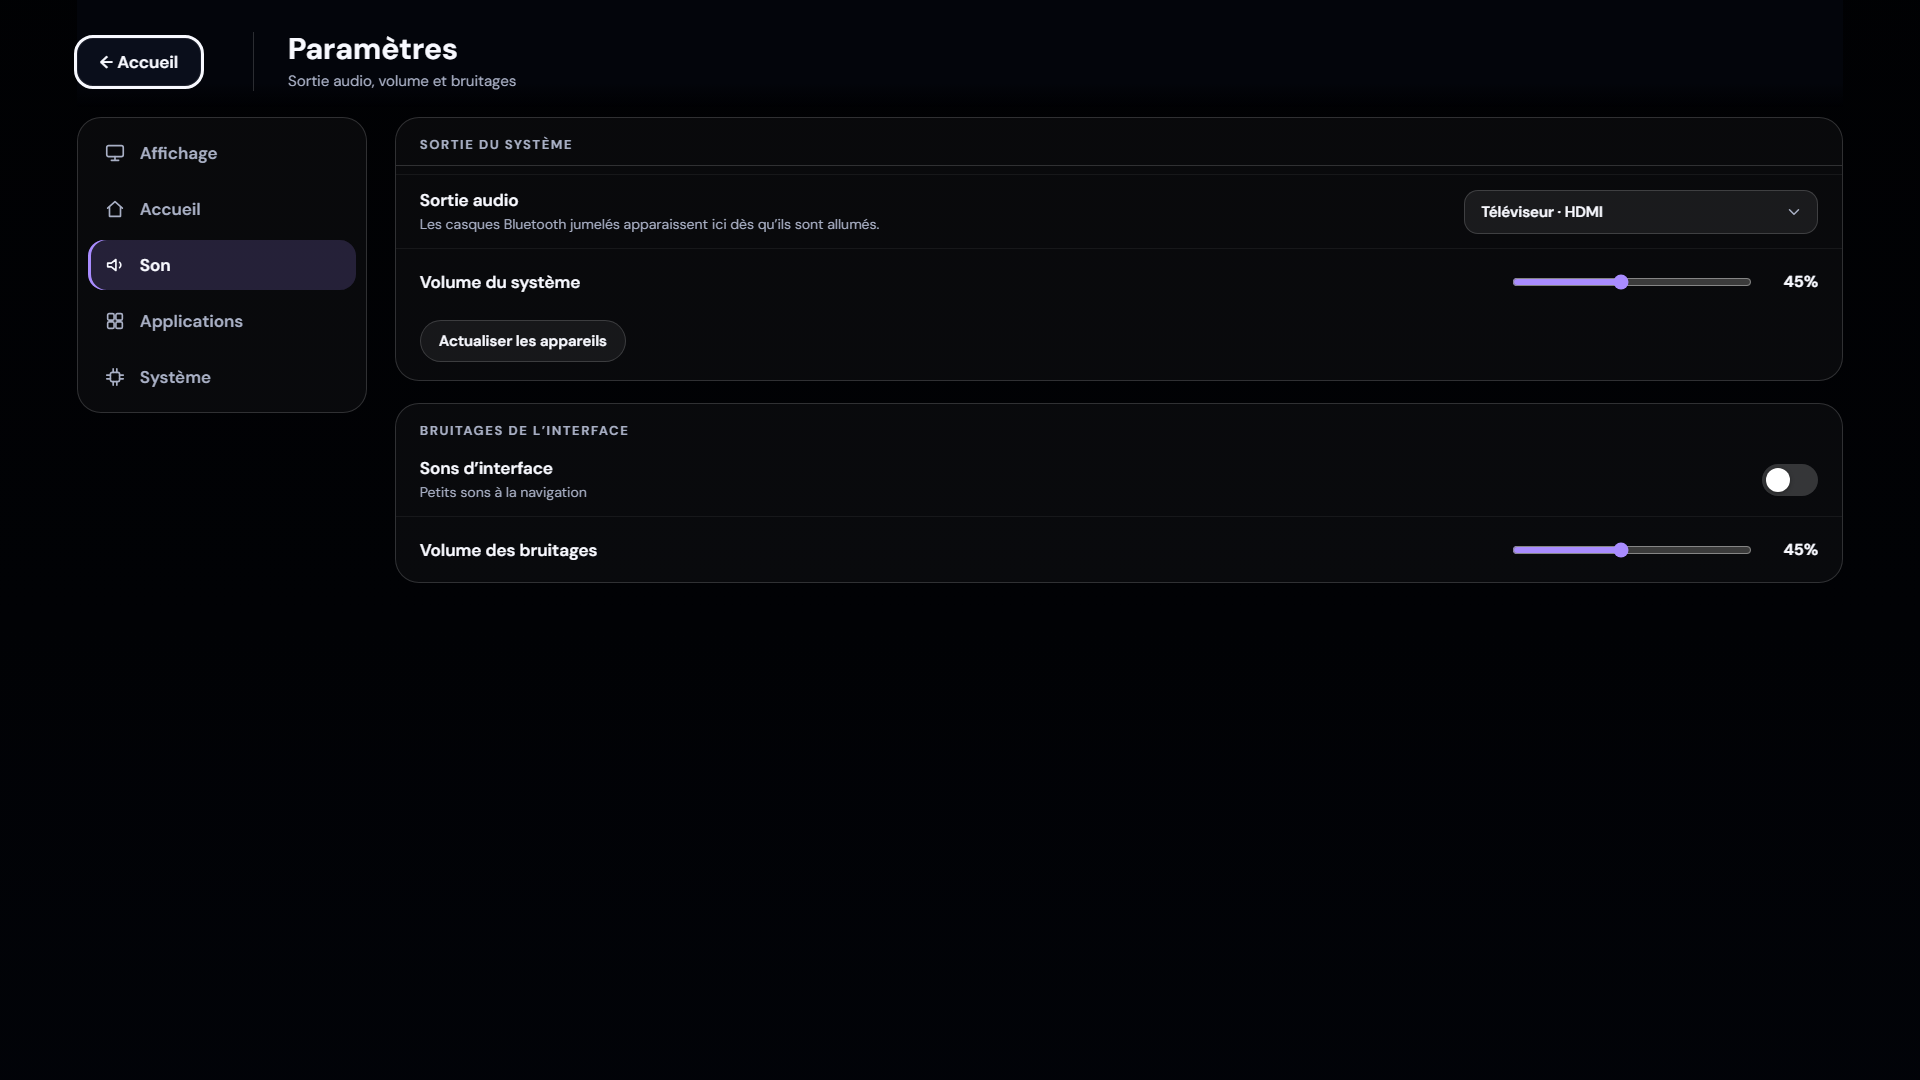 ← Accueil
Paramètres
Sortie audio, volume et bruitages
Affichage
Accueil
Son
Applications
Système
SORTIE DU SYSTÈME
Sortie audio
Les casques Bluetooth jumelés apparaissent ici dès qu’ils sont allumés.
Téléviseur · HDMI
Volume du système
45%
Actualiser les appareils
BRUITAGES DE L’INTERFACE
Sons d’interface
Petits sons à la navigation
Volume des bruitages
45%